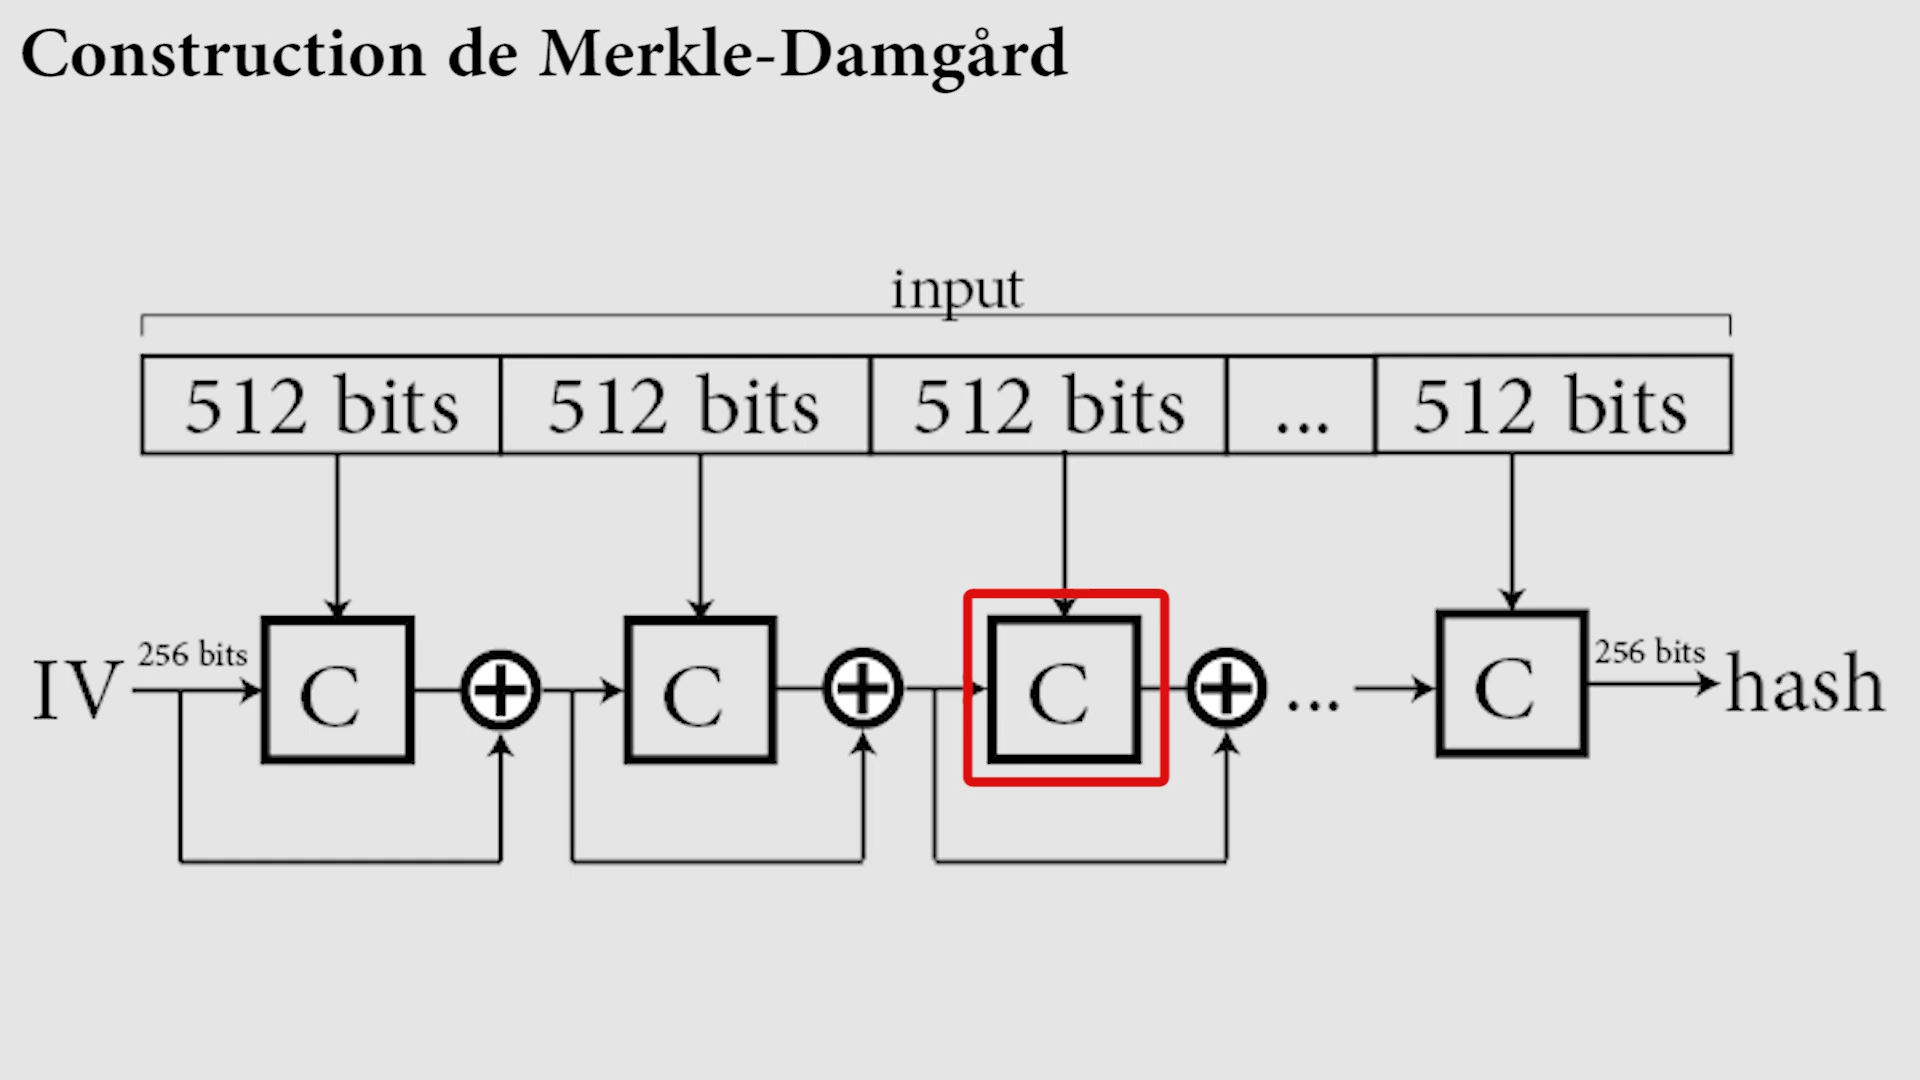 Construction de Merkle-Damgård
input
512 bits 512 bits 512 bits ... 512 bits
IV 256 bits C C C ... C 256 bits hash